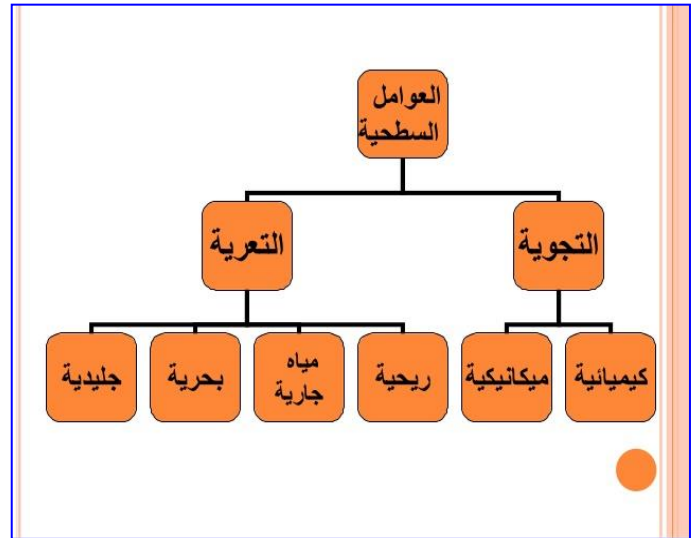 العوامل
السطحية
التجوية
التعرية
كيميائية
ميكانيكية
ريحية
مياه
جارية
بحرية
جليدية